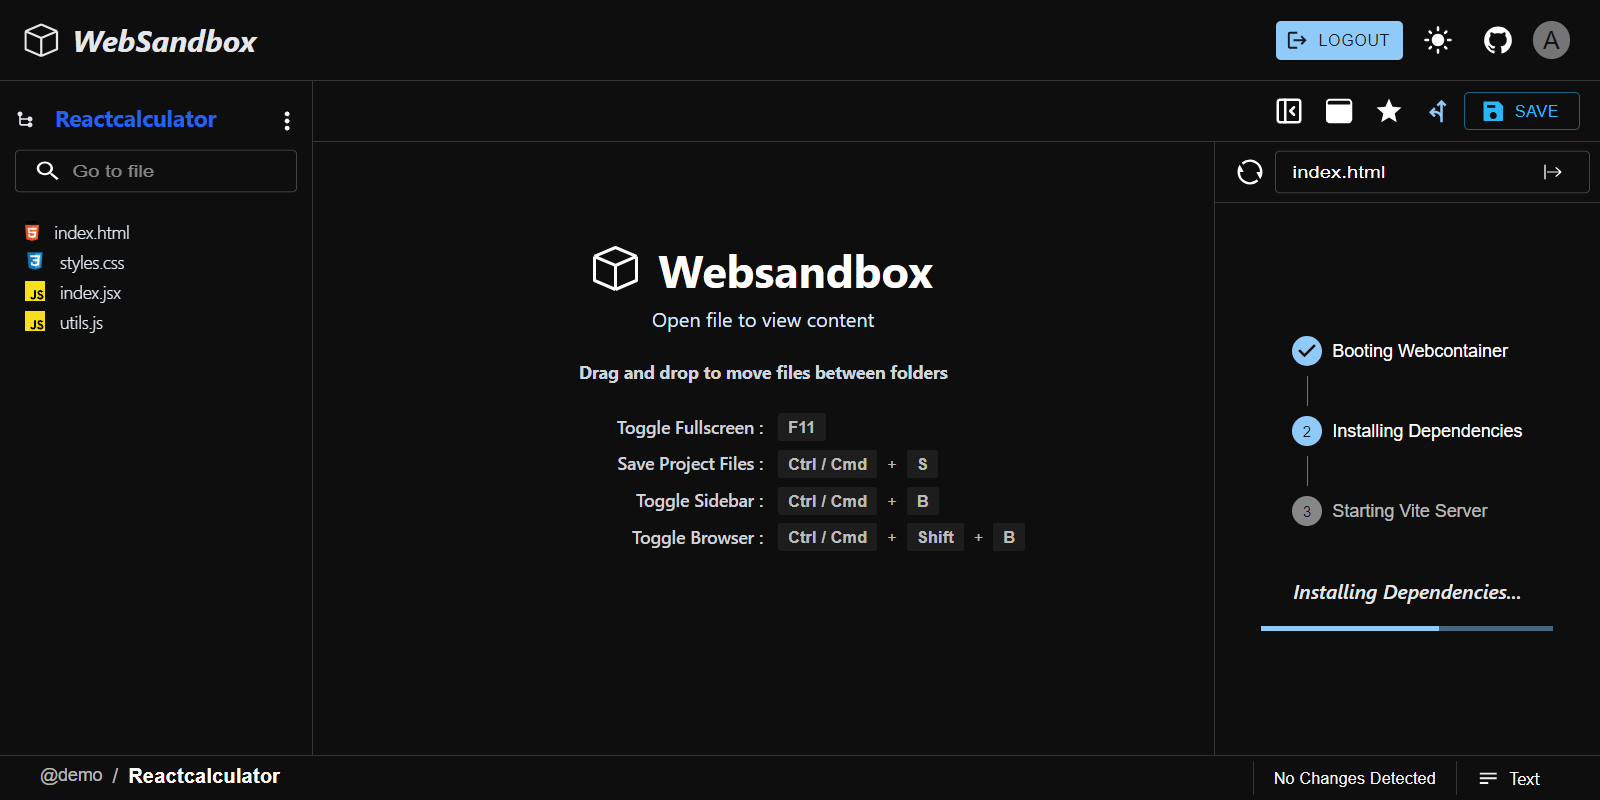 WebSandbox
LOGOUT
A
Reactcalculator
SAVE
Go to file
index.html
index.html
styles.css
index.jsx
utils.js
Websandbox
Open file to view content
Drag and drop to move files between folders
Toggle Fullscreen : F11
Save Project Files : Ctrl / Cmd + S
Toggle Sidebar : Ctrl / Cmd + B
Toggle Browser : Ctrl / Cmd + Shift + B
Booting Webcontainer
2 Installing Dependencies
3 Starting Vite Server
Installing Dependencies...
@demo / Reactcalculator
No Changes Detected
Text